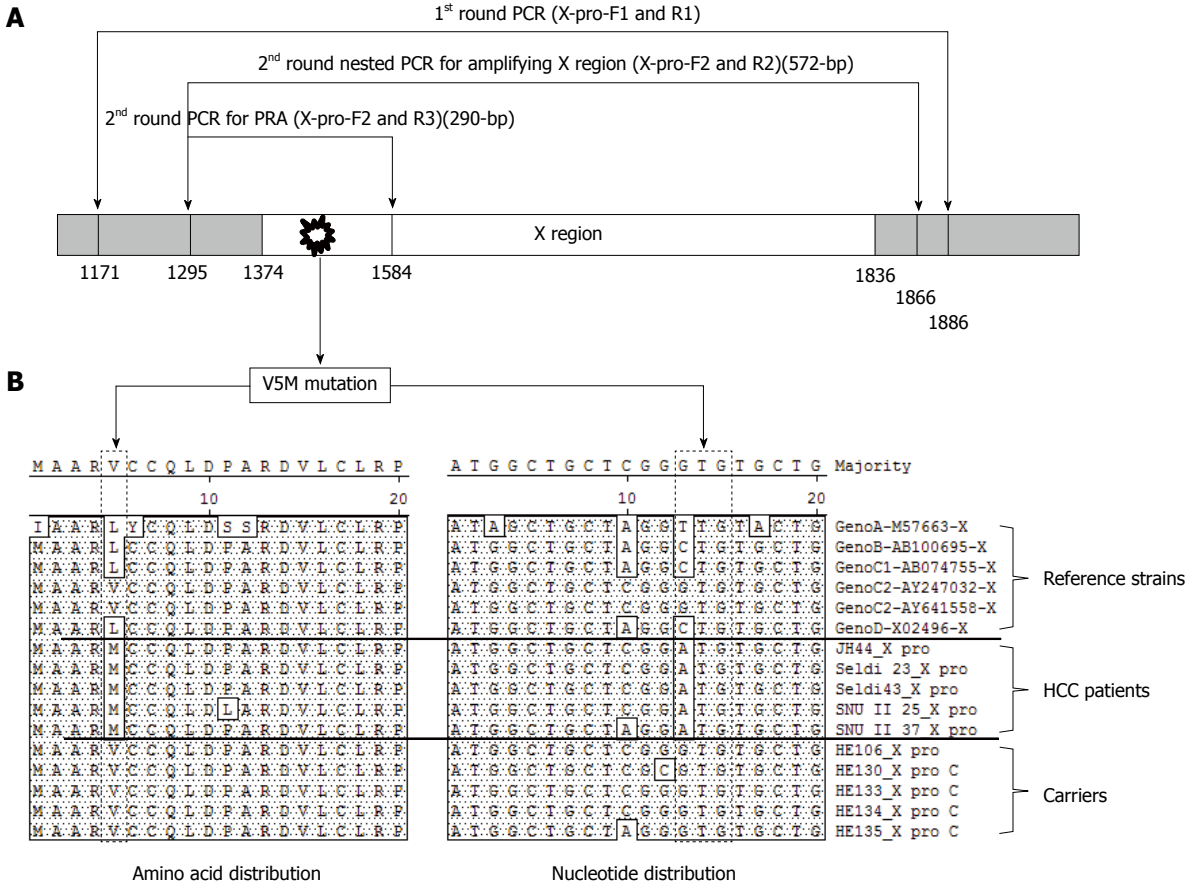 A
1st round PCR (X-pro-F1 and R1)
2nd round nested PCR for amplifying X region (X-pro-F2 and R2)(572-bp)
2nd round PCR for PRA (X-pro-F2 and R3)(290-bp)
X region
1171 1295 1374 1584 1836
1866
1886
B
V5M mutation
M A A R V C C Q L D P A R D V L C L R P A T G G C T G C T C G G G T G T G C T G Majority
10 20 10 20
I A A R L Y C Q L D S S R D V L C L R P A T A G C T G C T A G G T T G T A C T G GenoA-M57663-X
M A A R L C C Q L D P A R D V L C L R P A T G G C T G C T A G G C T G T G C T G GenoB-AB100695-X
M A A R L C C Q L D P A R D V L C L R P A T G G C T G C T A G G C T G T G C T G GenoC1-AB074755-X
M A A R V C C Q L D P A R D V L C L R P A T G G C T G C T C G G G T G T G C T G GenoC2-AY247032-X
M A A R V C C Q L D P A R D V L C L R P A T G G C T G C T C G G G T G T G C T G GenoC2-AY641558-X
M A A R L C C Q L D P A R D V L C L R P A T G G C T G C T A G G C T G T G C T G GenoD-X02496-X
Reference strains
M A A R M C C Q L D P A R D V L C L R P A T G G C T G C T C G G A T G T G C T G JH44_X pro
M A A R M C C Q L D P A R D V L C L R P A T G G C T G C T C G G A T G T G C T G Seldi 23_X pro
M A A R M C C Q L D P A R D V L C L R P A T G G C T G C T C G G A T G T G C T G Seldi43_X pro
M A A R M C C Q L D L A R D V L C L R P A T G G C T G C T C G G A T G T G C T G SNU II 25_X pro
M A A R M C C Q L D P A R D V L C L R P A T G G C T G C T A G G A T G T G C T G SNU II 37_X pro
HCC patients
M A A R V C C Q L D P A R D V L C L R P A T G G C T G C T C G G G T G T G C T G HE106_X pro
M A A R V C C Q L D P A R D V L C L R P A T G G C T G C T C G C G T G T G C T G HE130_X pro C
M A A R V C C Q L D P A R D V L C L R P A T G G C T G C T C G G G T G T G C T G HE133_X pro C
M A A R V C C Q L D P A R D V L C L R P A T G G C T G C T C G G G T G T G C T G HE134_X pro C
M A A R V C C Q L D P A R D V L C L R P A T G G C T G C T A G G G T G T G C T G HE135_X pro C
Carriers
Amino acid distribution
Nucleotide distribution